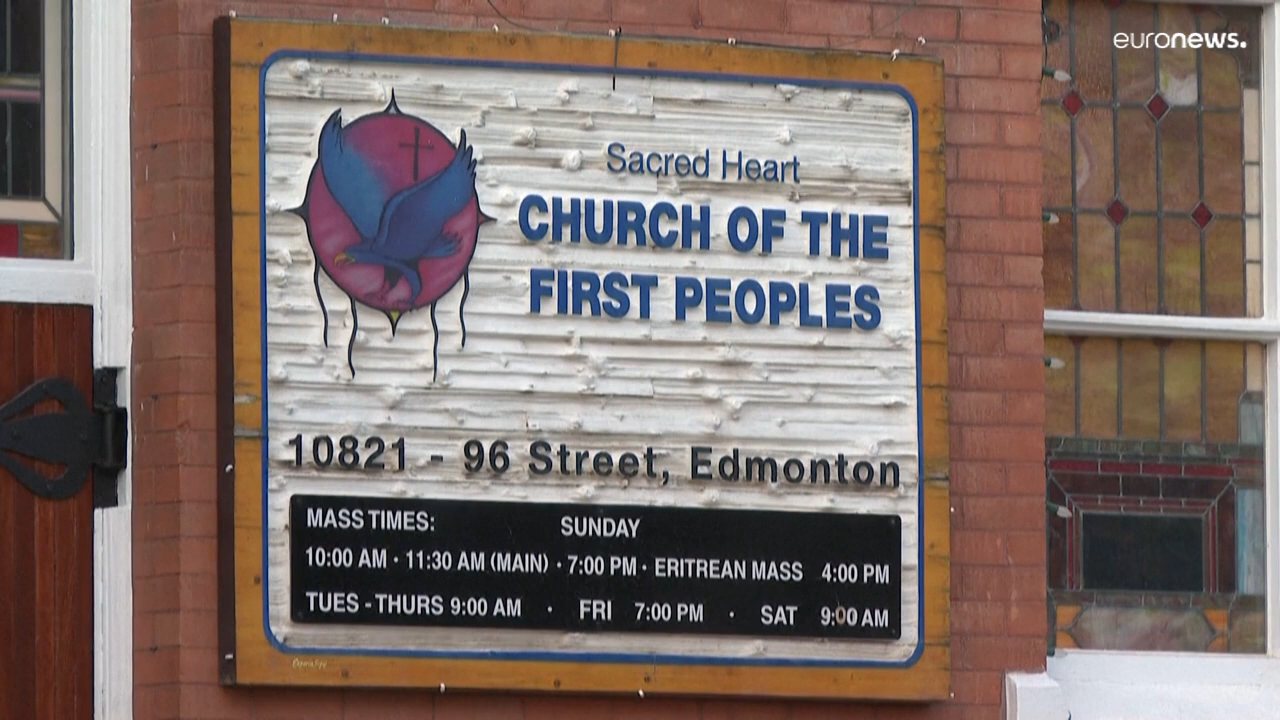 euronews.
Sacred Heart
CHURCH OF THE
FIRST PEOPLES
10821 - 96 Street, Edmonton
MASS TIMES: SUNDAY
10:00 AM · 11:30 AM (MAIN) · 7:00 PM · ERITREAN MASS 4:00 PM
TUES - THURS 9:00 AM · FRI 7:00 PM · SAT 9:00 AM